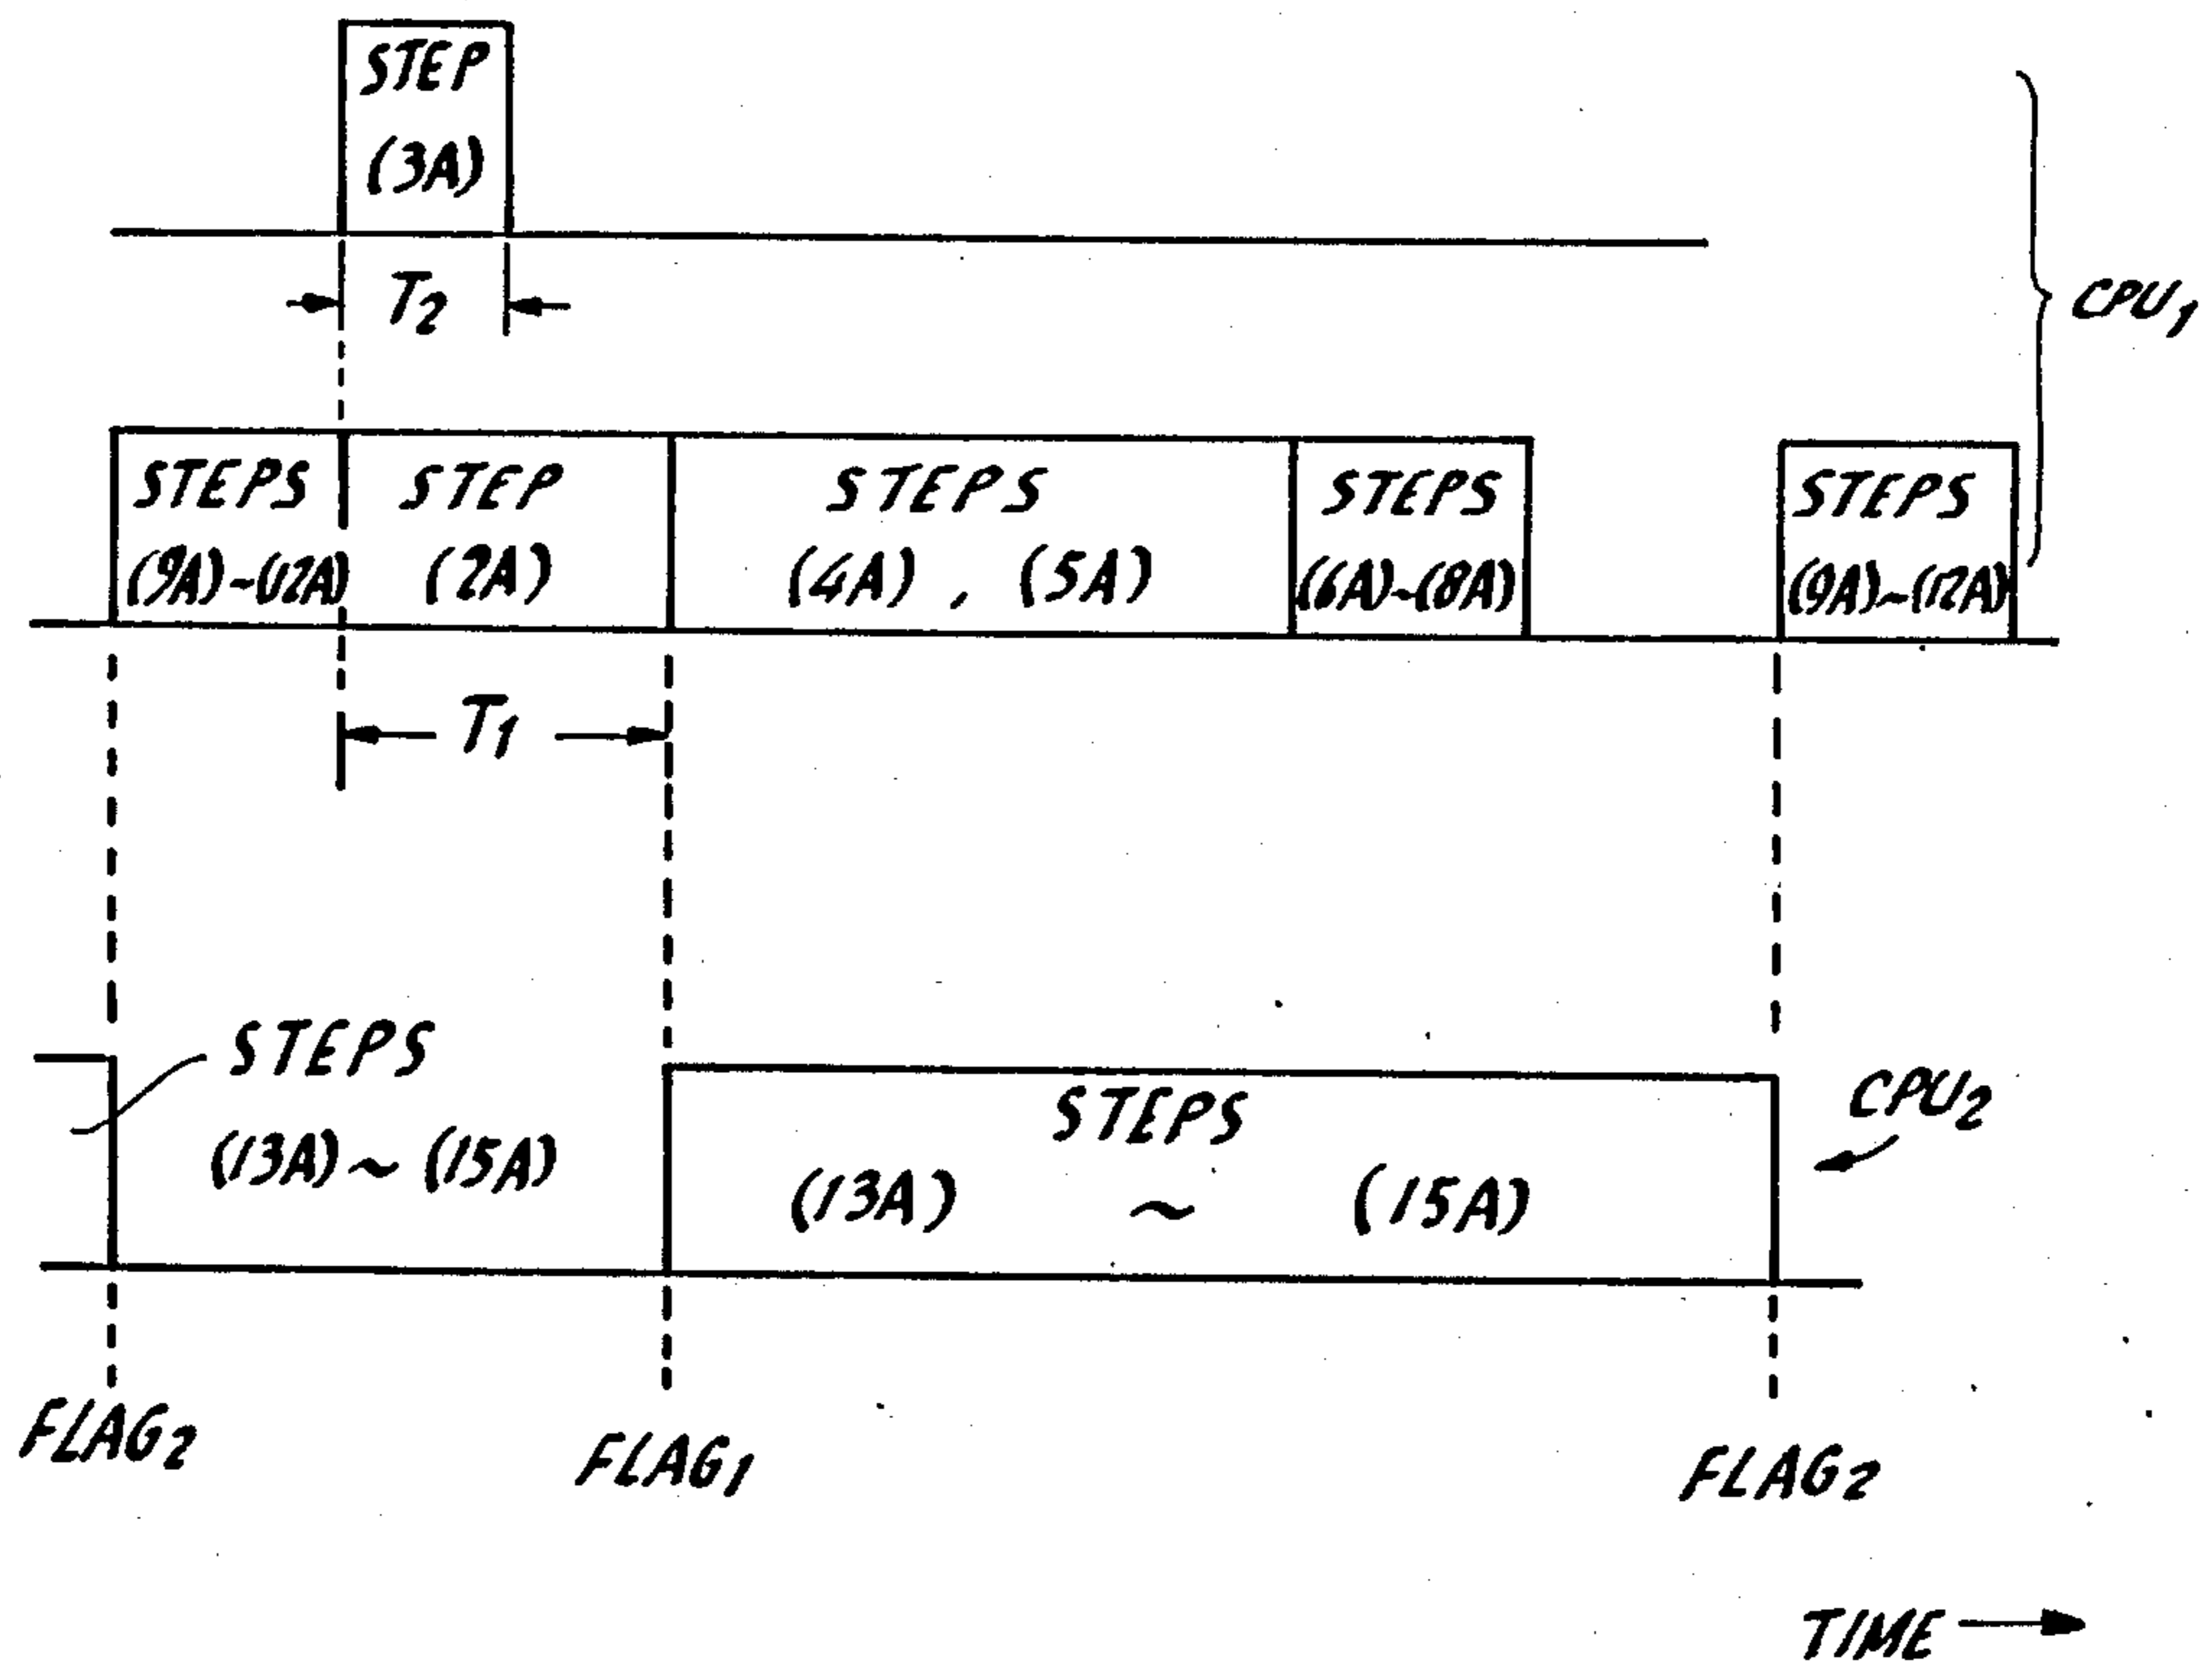 STEP
(3A)
T2
CPU1
STEPS
(9A)~(12A)
STEP
(2A)
STEPS
(4A) , (5A)
STEPS
(6A)~(8A)
STEPS
(9A)~(12A)
T1
STEPS
(13A) ~ (15A)
STEPS
(13A) ~ (15A)
CPU2
FLAG2
FLAG1
FLAG2
TIME